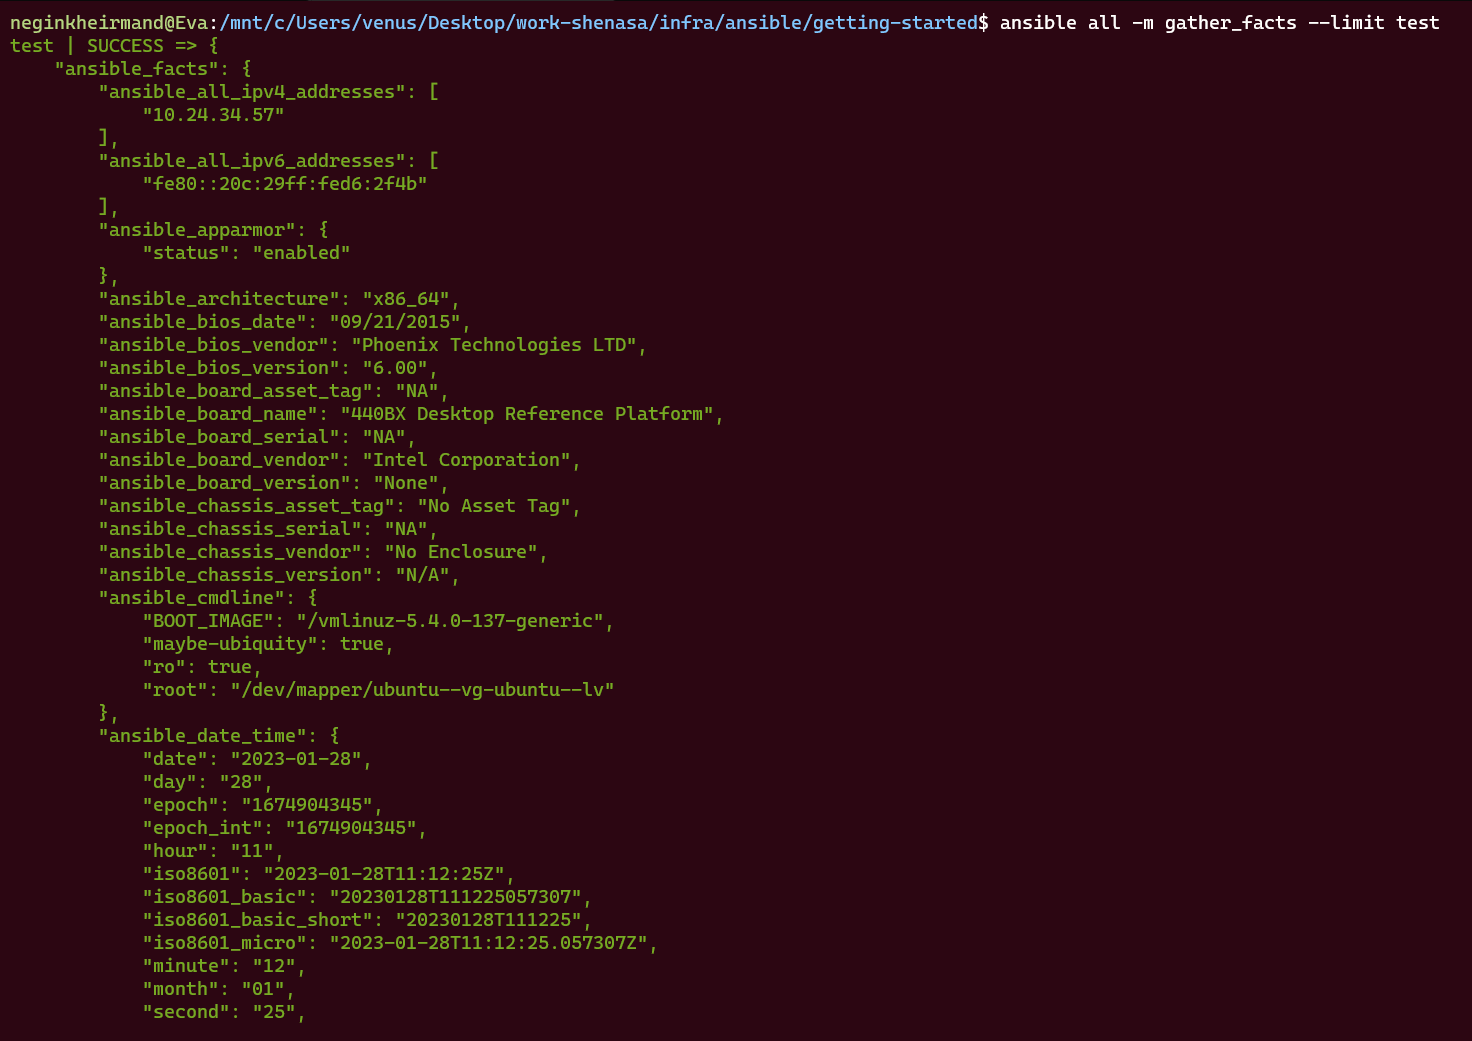 neginkheirmand@Eva:/mnt/c/Users/venus/Desktop/work-shenasa/infra/ansible/getting-started$ ansible all -m gather_facts --limit test
test | SUCCESS => {
    "ansible_facts": {
        "ansible_all_ipv4_addresses": [
            "10.24.34.57"
        ],
        "ansible_all_ipv6_addresses": [
            "fe80::20c:29ff:fed6:2f4b"
        ],
        "ansible_apparmor": {
            "status": "enabled"
        },
        "ansible_architecture": "x86_64",
        "ansible_bios_date": "09/21/2015",
        "ansible_bios_vendor": "Phoenix Technologies LTD",
        "ansible_bios_version": "6.00",
        "ansible_board_asset_tag": "NA",
        "ansible_board_name": "440BX Desktop Reference Platform",
        "ansible_board_serial": "NA",
        "ansible_board_vendor": "Intel Corporation",
        "ansible_board_version": "None",
        "ansible_chassis_asset_tag": "No Asset Tag",
        "ansible_chassis_serial": "NA",
        "ansible_chassis_vendor": "No Enclosure",
        "ansible_chassis_version": "N/A",
        "ansible_cmdline": {
            "BOOT_IMAGE": "/vmlinuz-5.4.0-137-generic",
            "maybe-ubiquity": true,
            "ro": true,
            "root": "/dev/mapper/ubuntu--vg-ubuntu--lv"
        },
        "ansible_date_time": {
            "date": "2023-01-28",
            "day": "28",
            "epoch": "1674904345",
            "epoch_int": "1674904345",
            "hour": "11",
            "iso8601": "2023-01-28T11:12:25Z",
            "iso8601_basic": "20230128T111225057307",
            "iso8601_basic_short": "20230128T111225",
            "iso8601_micro": "2023-01-28T11:12:25.057307Z",
            "minute": "12",
            "month": "01",
            "second": "25",